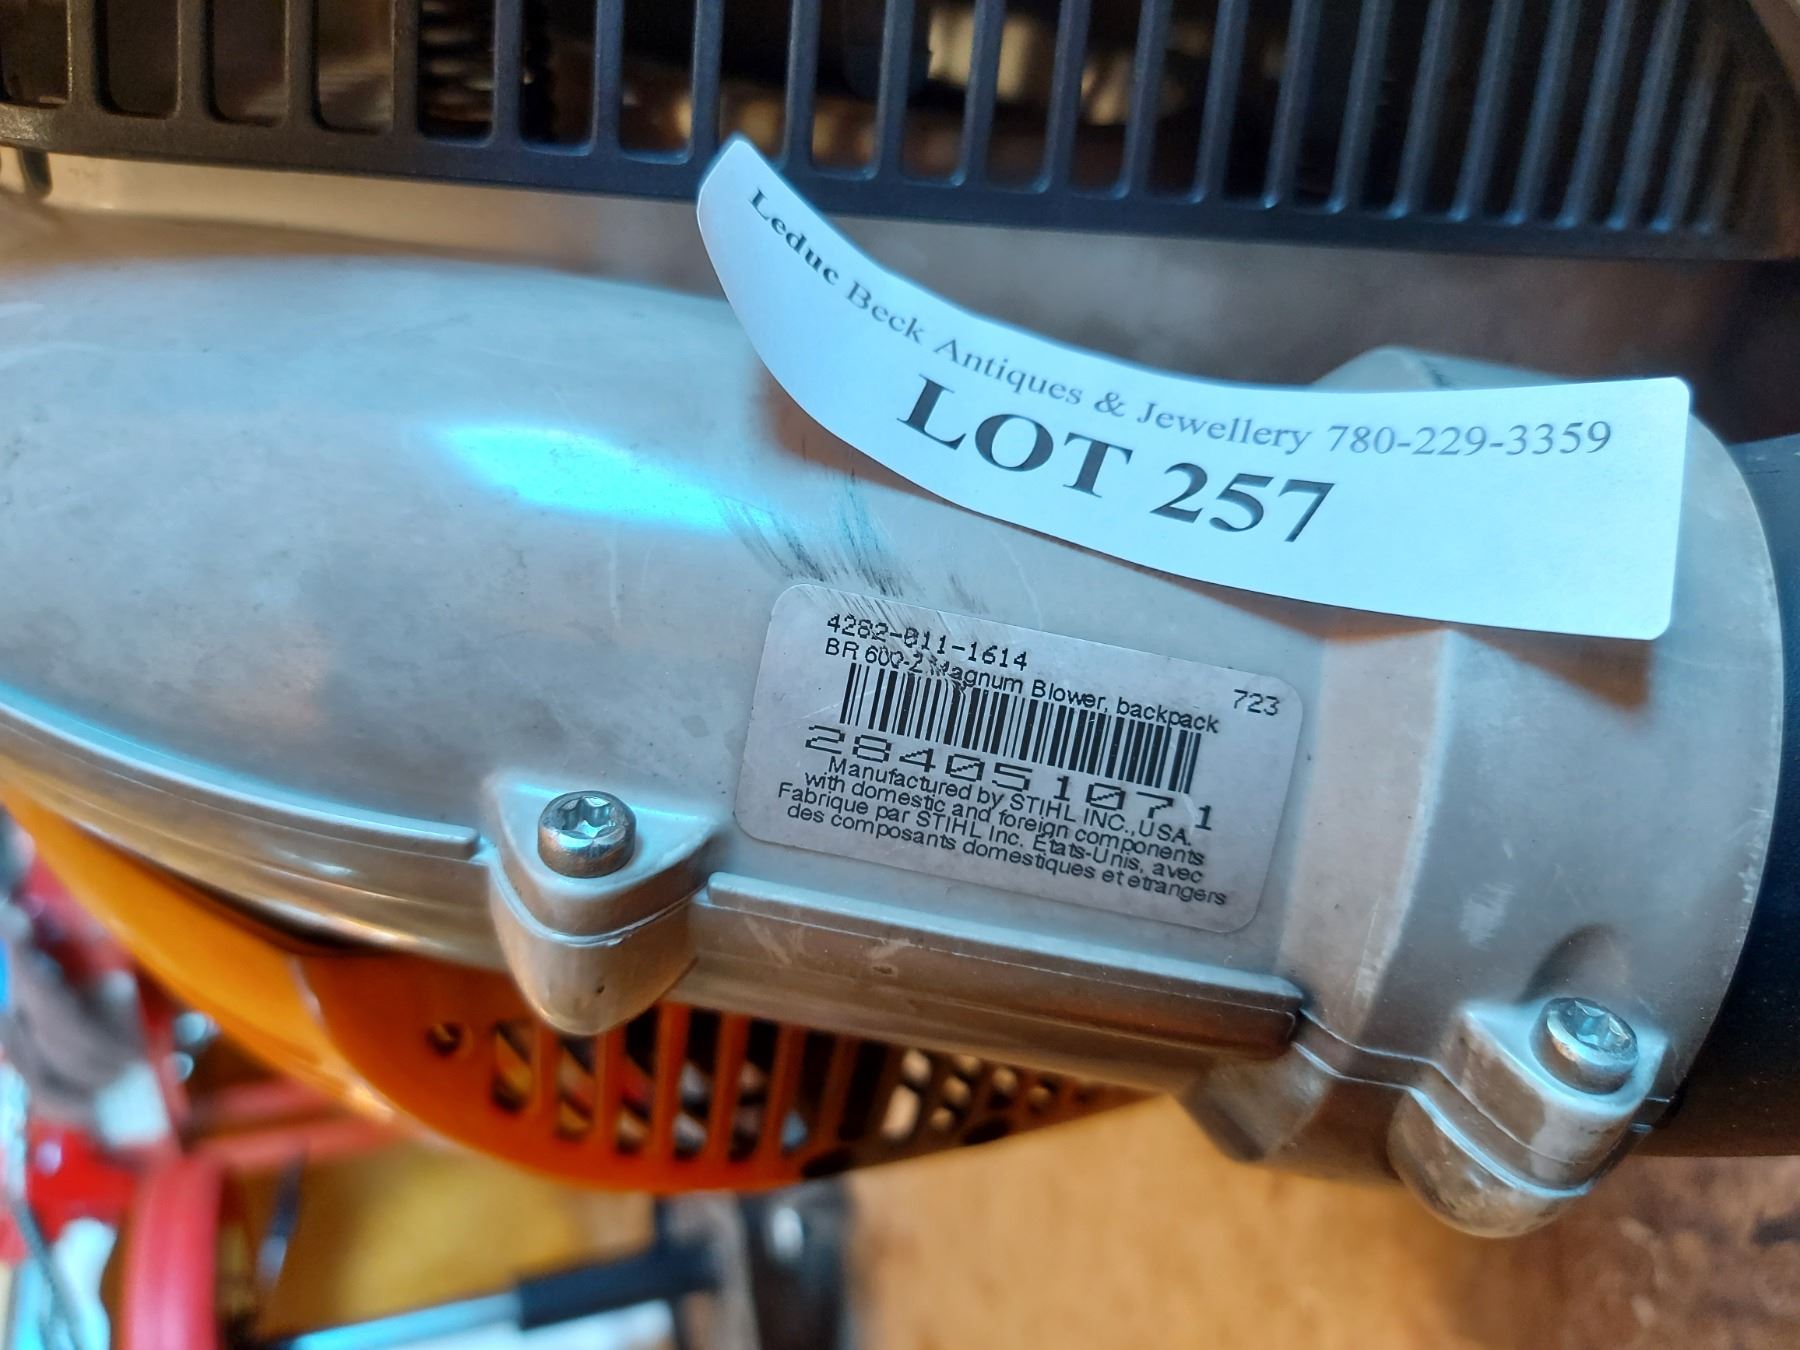 Leduc Beck Antiques & Jewellery 780-229-3359
LOT 257
4282-011-1614
BR 600-2 Magnum Blower, backpack 723
284051071
Manufactured by STIHL INC., USA.
with domestic and foreign components
Fabrique par STIHL Inc. États-Unis, avec
des composants domestiques et etrangers